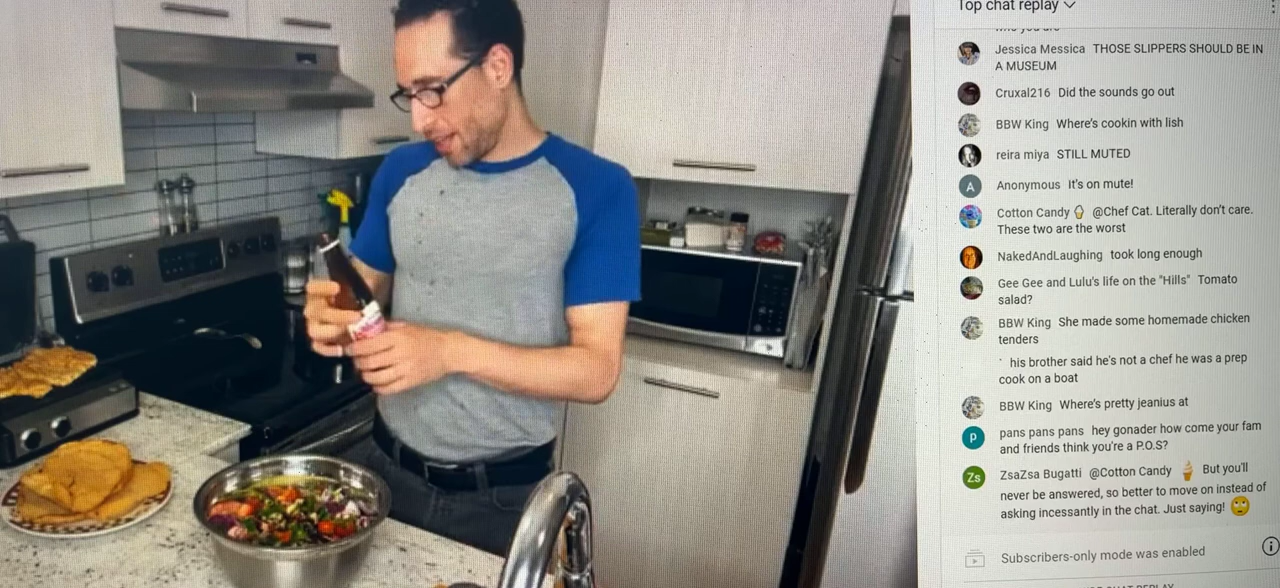 Top chat replay
who you are
Jessica Messica THOSE SLIPPERS SHOULD BE IN
A MUSEUM
Cruxal216 Did the sounds go out
BBW King Where's cookin with lish
reira miya STILL MUTED
A Anonymous It's on mute!
Cotton Candy 🍦 @Chef Cat. Literally don't care.
These two are the worst
NakedAndLaughing took long enough
Gee Gee and Lulu's life on the "Hills" Tomato
salad?
BBW King She made some homemade chicken
tenders
his brother said he's not a chef he was a prep
cook on a boat
BBW King Where's pretty jeanius at
p pans pans pans hey gonader how come your fam
and friends think you're a P.O.S?
Zs ZsaZsa Bugatti @Cotton Candy 🍦 But you'll
never be answered, so better to move on instead of
asking incessantly in the chat. Just saying! 🙄
Subscribers-only mode was enabled
CHAT REPLAY